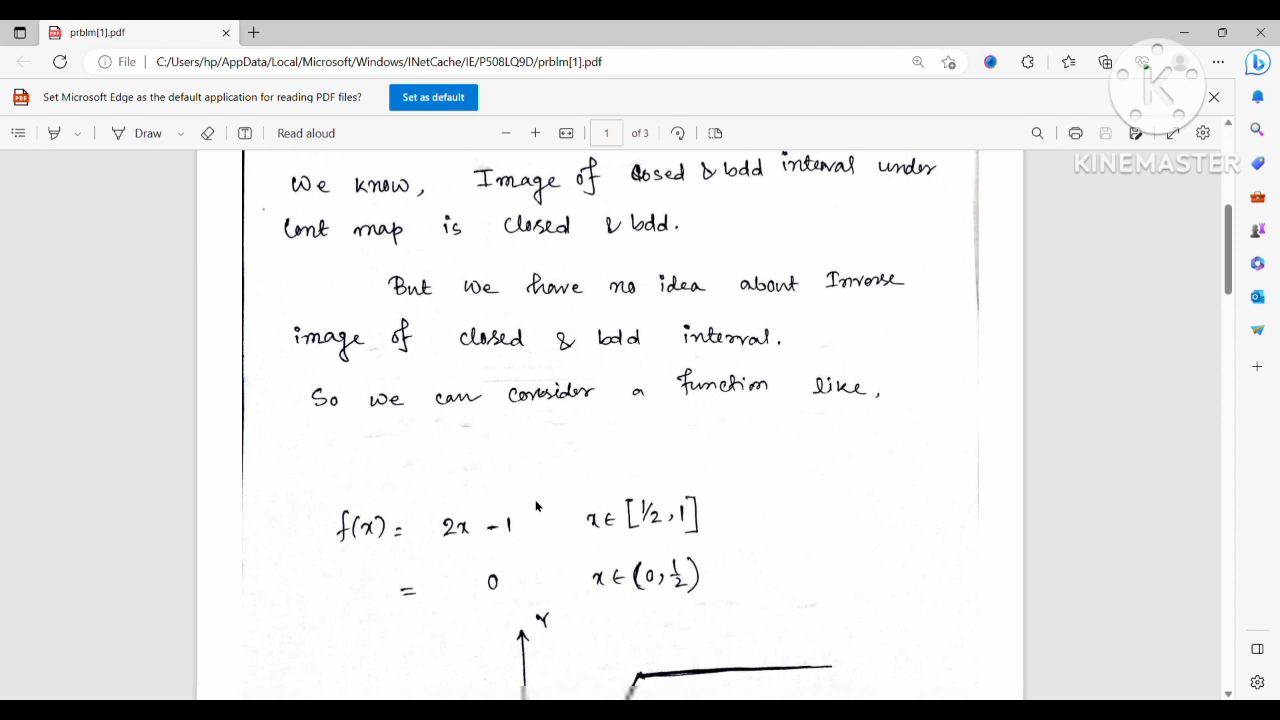 prblm[1].pdf
File C:/Users/hp/AppData/Local/Microsoft/Windows/INetCache/IE/P508LQ9D/prblm[1].pdf
Set Microsoft Edge as the default application for reading PDF files? Set as default
Draw Read aloud 1 of 3
KINEMASTER
We know, Image of closed & bdd interval under
cont map is closed & bdd.
But we have no idea about Inverse
image of closed & bdd interval.
So we can consider a function like,
f(x) = 2x - 1 x ∈ [1/2, 1]
= 0 x ∈ (0, 1/2)
Y